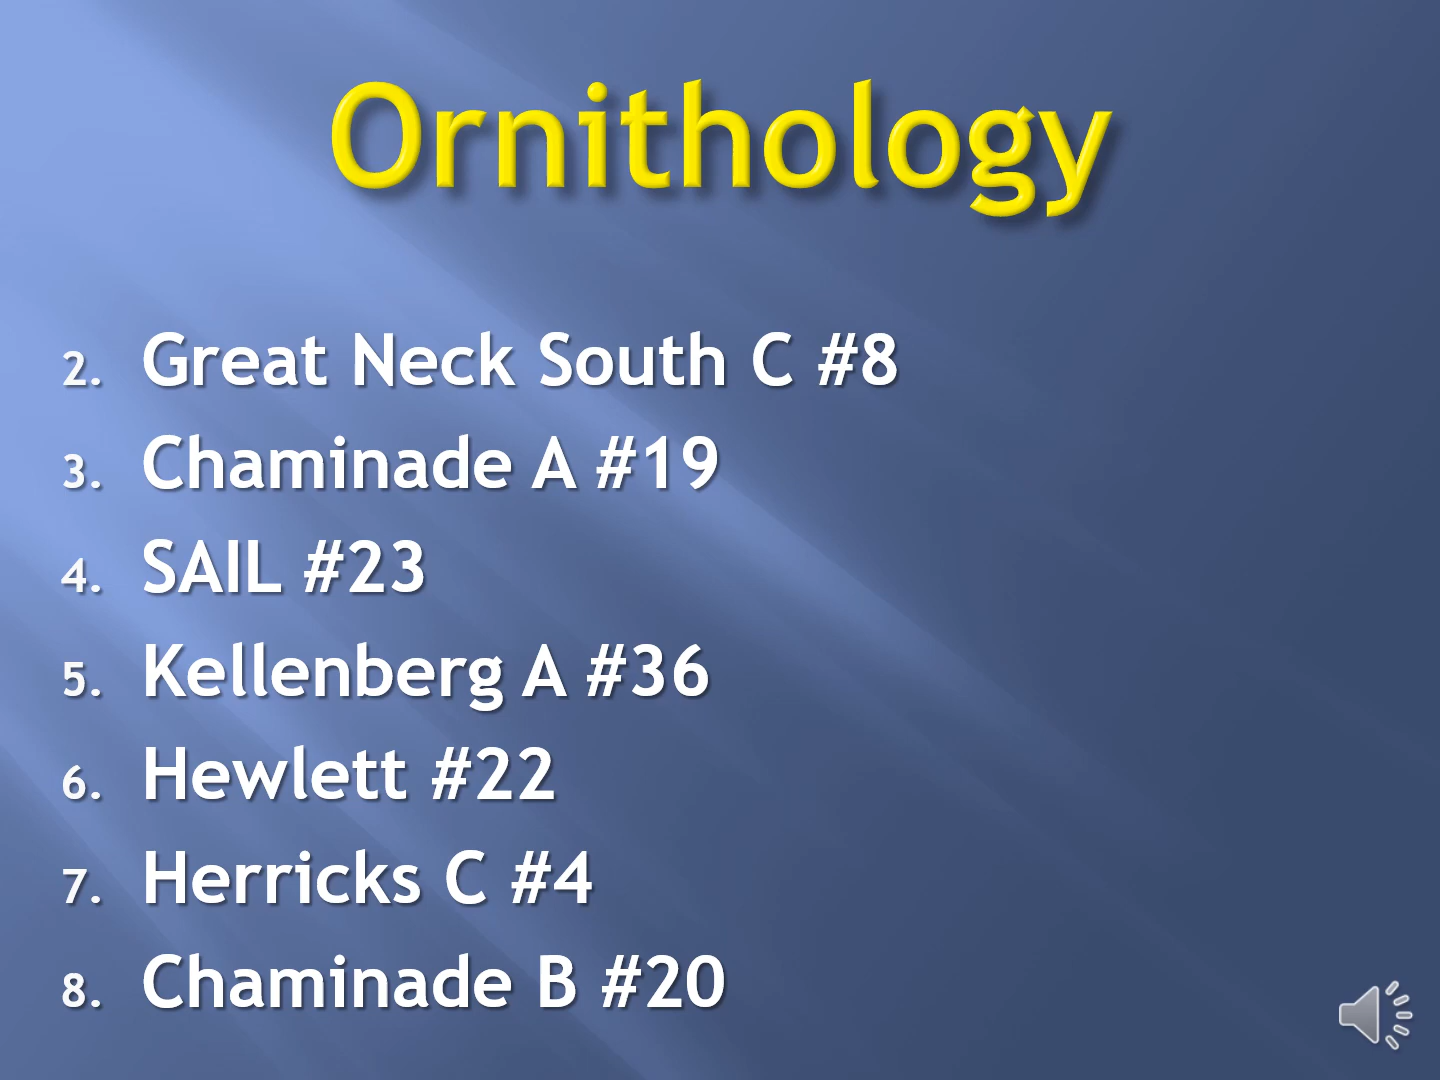 Ornithology
2. Great Neck South C #8
3. Chaminade A #19
4. SAIL #23
5. Kellenberg A #36
6. Hewlett #22
7. Herricks C #4
8. Chaminade B #20